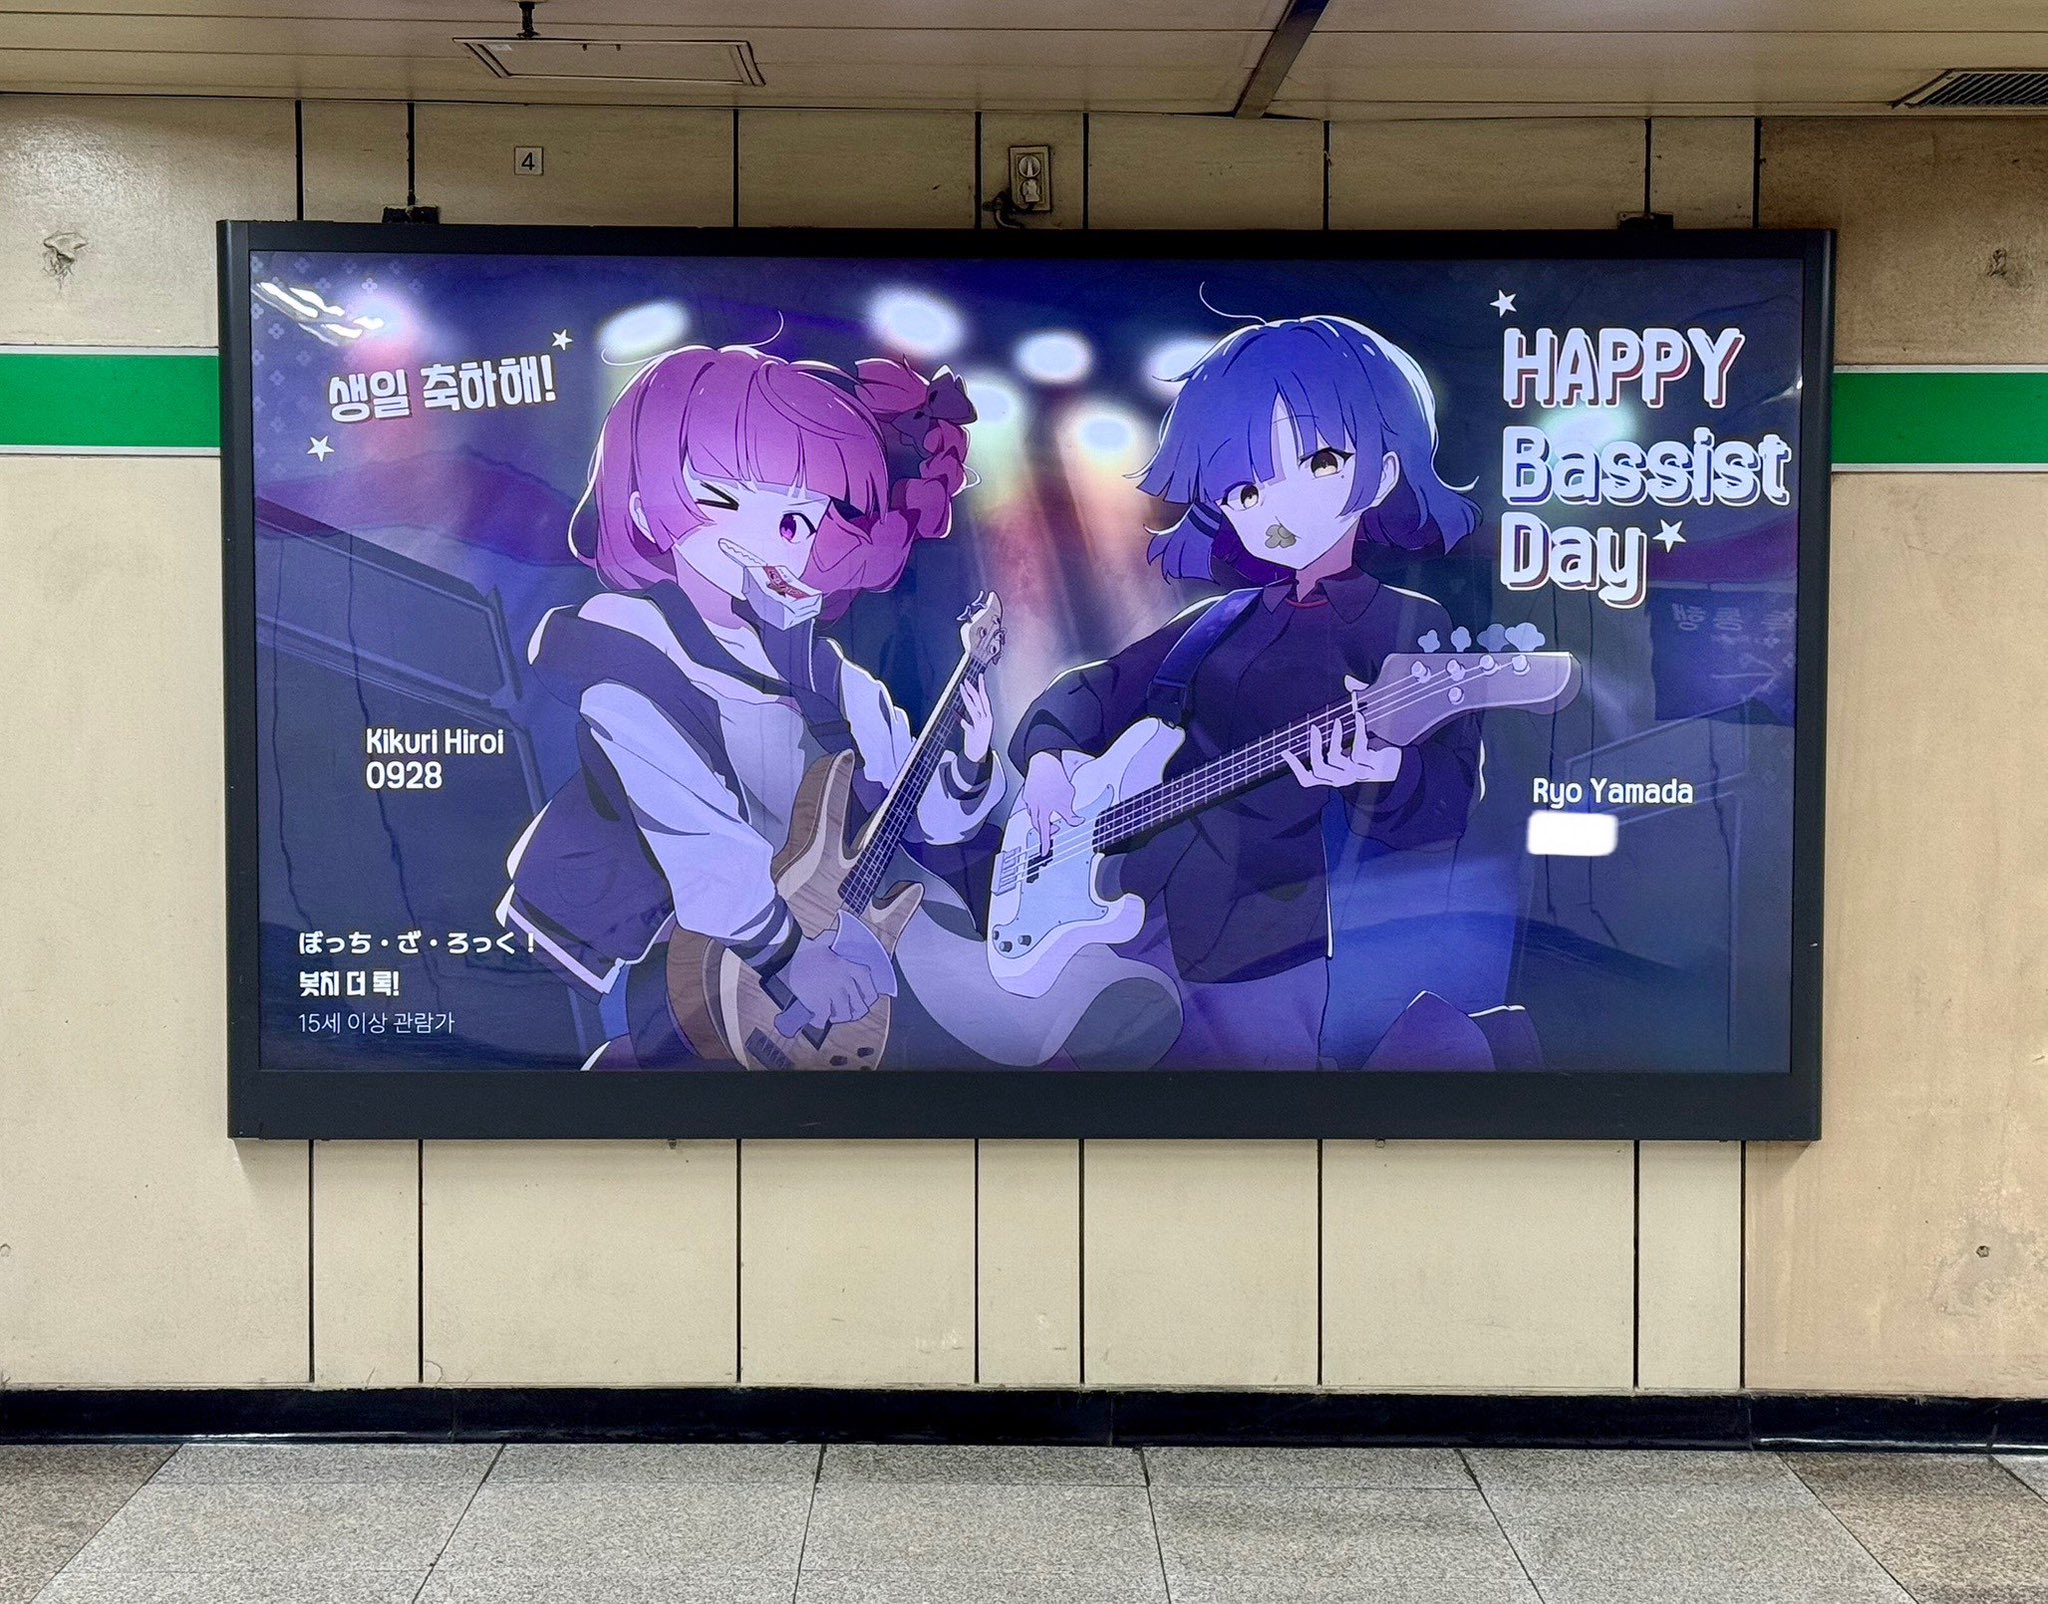 4
생일 축하해!
HAPPY
Bassist
Day
Kikuri Hiroi
0928
Ryo Yamada
ぼっち・ざ・ろっく！
봇치 더 록!
15세 이상 관람가